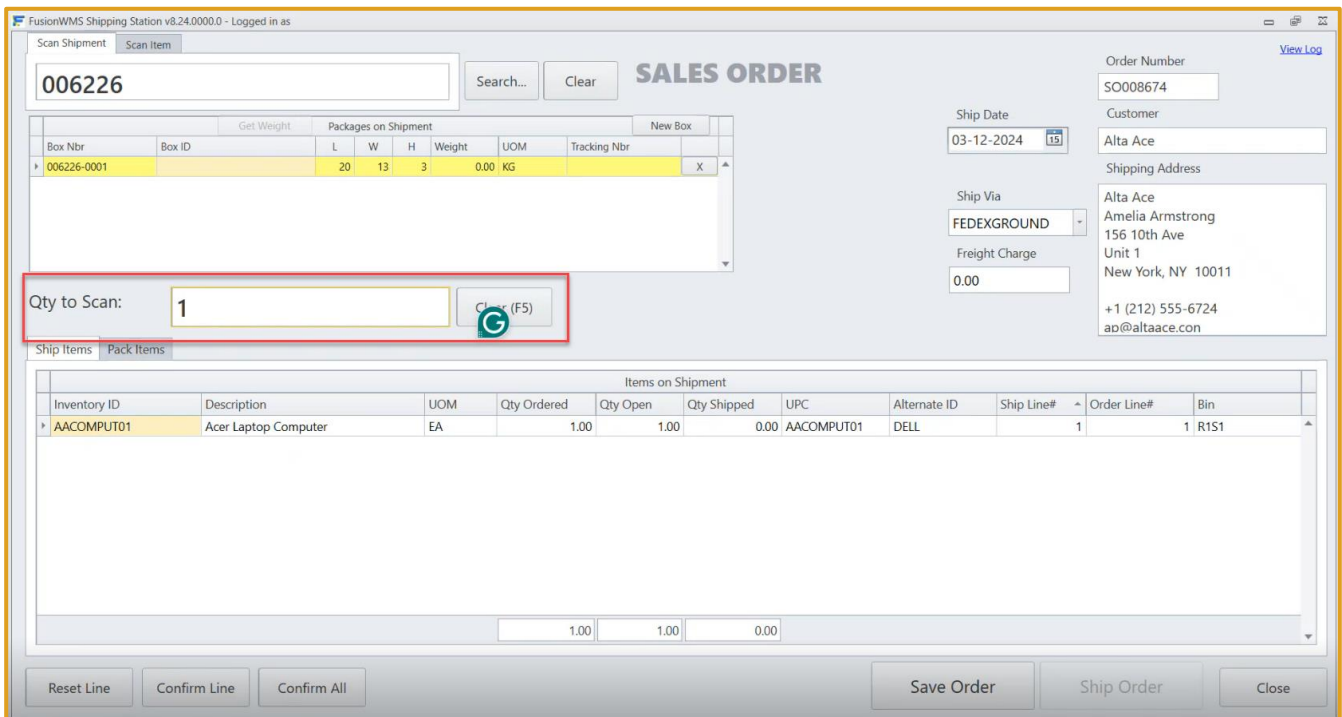 FusionWMS Shipping Station v8.24.0000.0 - Logged in as
Scan Shipment Scan Item
View Log
006226
Search... Clear
SALES ORDER
Order Number
SO008674
Get Weight Packages on Shipment New Box
Box Nbr Box ID L W H Weight UOM Tracking Nbr
006226-0001 20 13 3 0.00 KG X
Ship Date
03-12-2024 15
Customer
Alta Ace
Shipping Address
Alta Ace
Amelia Armstrong
156 10th Ave
Unit 1
New York, NY 10011
+1 (212) 555-6724
ap@altaace.con
Ship Via
FEDEXGROUND
Freight Charge
0.00
Qty to Scan: 1 (F5)
G
Ship Items Pack Items
Items on Shipment
Inventory ID Description UOM Qty Ordered Qty Open Qty Shipped UPC Alternate ID Ship Line# Order Line# Bin
AACOMPUT01 Acer Laptop Computer EA 1.00 1.00 0.00 AACOMPUT01 DELL 1 1 R1S1
1.00 1.00 0.00
Reset Line Confirm Line Confirm All Save Order Ship Order Close